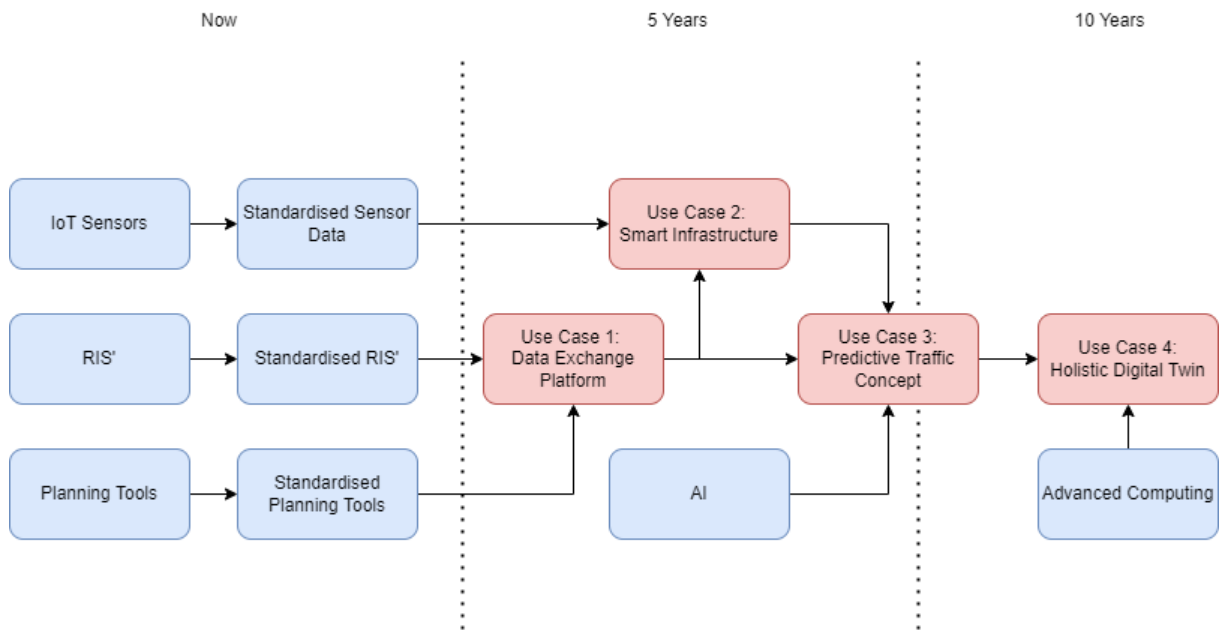 Now
5 Years
10 Years
IoT Sensors
Standardised Sensor
Data
Use Case 2:
Smart Infrastructure
RIS'
Standardised RIS'
Use Case 1:
Data Exchange
Platform
Use Case 3:
Predictive Traffic
Concept
Use Case 4:
Holistic Digital Twin
Planning Tools
Standardised
Planning Tools
AI
Advanced Computing